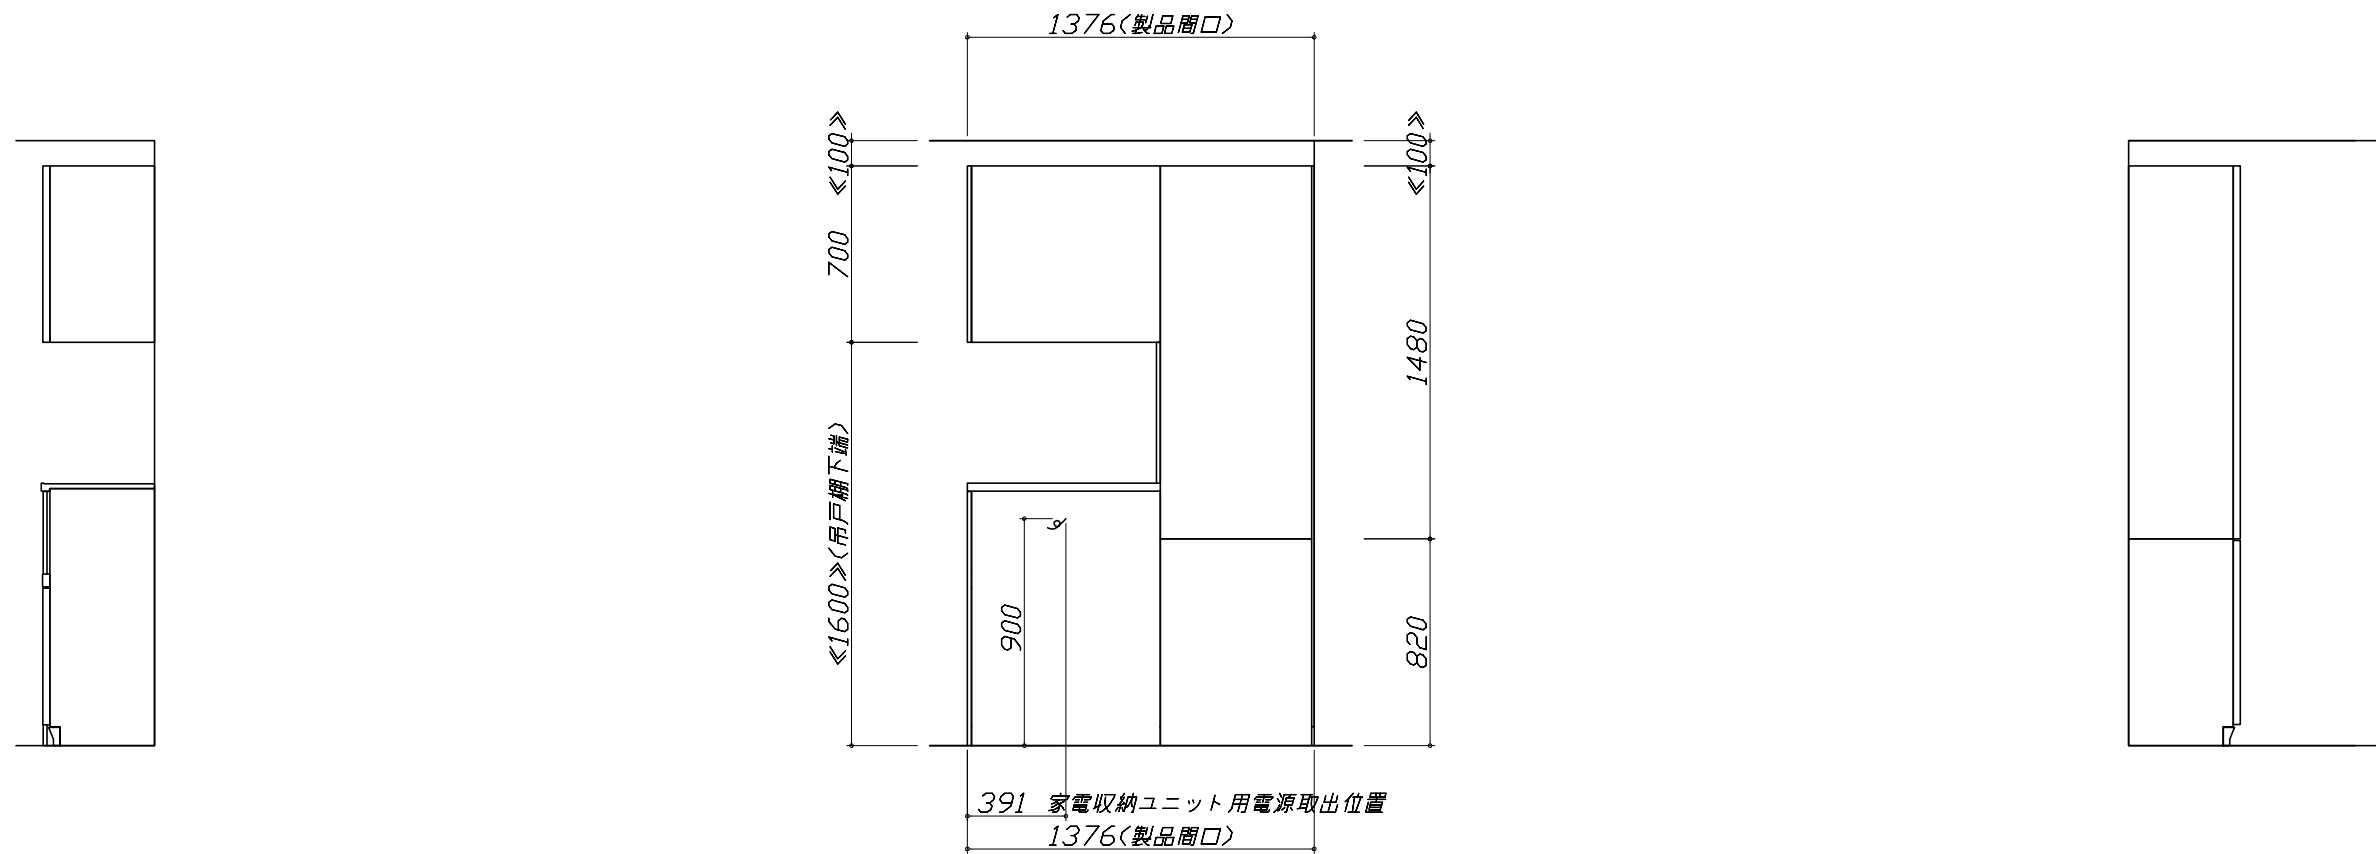 1376(製品間口)
≪100≫
≪100≫
700
1480
≪1600≫(吊戸棚下端)
900
820
391 家電収納ユニット用電源取出位置
1376(製品間口)